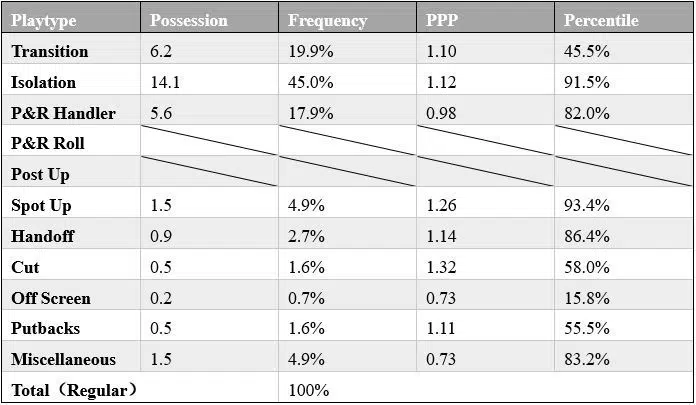 Playtype Possession Frequency PPP Percentile
Transition 6.2 19.9% 1.10 45.5%
Isolation 14.1 45.0% 1.12 91.5%
P&R Handler 5.6 17.9% 0.98 82.0%
P&R Roll
Post Up
Spot Up 1.5 4.9% 1.26 93.4%
Handoff 0.9 2.7% 1.14 86.4%
Cut 0.5 1.6% 1.32 58.0%
Off Screen 0.2 0.7% 0.73 15.8%
Putbacks 0.5 1.6% 1.11 55.5%
Miscellaneous 1.5 4.9% 0.73 83.2%
Total（Regular） 100%